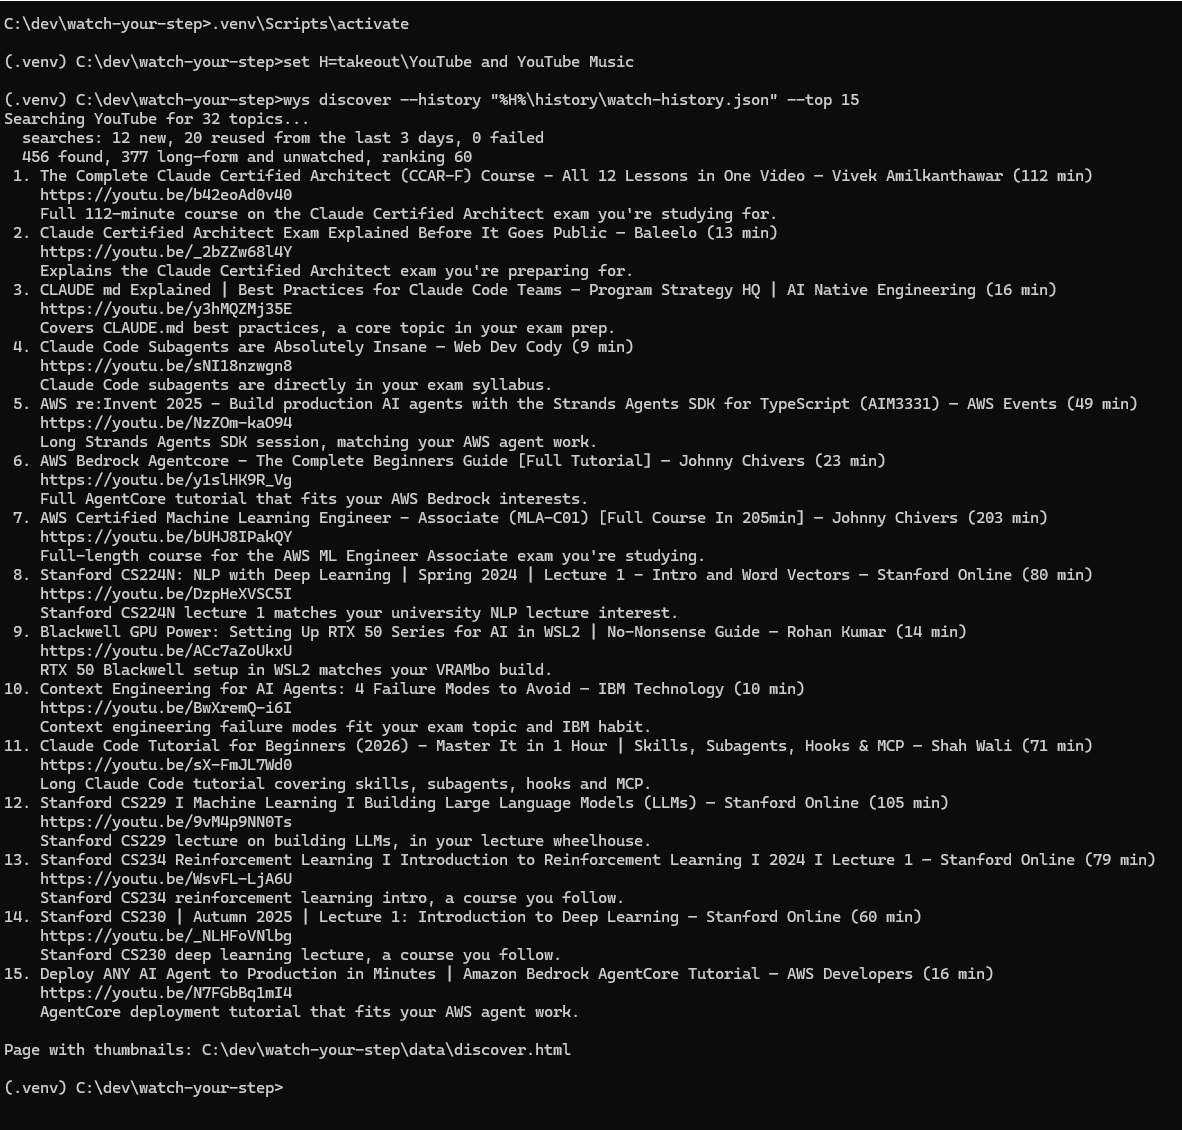 C:\dev\watch-your-step>.venv\Scripts\activate
(.venv) C:\dev\watch-your-step>set H=takeout\YouTube and YouTube Music
(.venv) C:\dev\watch-your-step>wys discover --history "%H%\history\watch-history.json" --top 15
Searching YouTube for 32 topics...
  searches: 12 new, 20 reused from the last 3 days, 0 failed
  456 found, 377 long-form and unwatched, ranking 60
 1. The Complete Claude Certified Architect (CCAR-F) Course - All 12 Lessons in One Video — Vivek Amilkanthawar (112 min)
    https://youtu.be/b42eoAd0v40
    Full 112-minute course on the Claude Certified Architect exam you're studying for.
 2. Claude Certified Architect Exam Explained Before It Goes Public — Baleelo (13 min)
    https://youtu.be/_2bZZw68l4Y
    Explains the Claude Certified Architect exam you're preparing for.
 3. CLAUDE md Explained | Best Practices for Claude Code Teams — Program Strategy HQ | AI Native Engineering (16 min)
    https://youtu.be/y3hMQZMj35E
    Covers CLAUDE.md best practices, a core topic in your exam prep.
 4. Claude Code Subagents are Absolutely Insane — Web Dev Cody (9 min)
    https://youtu.be/sNI18nzwgn8
    Claude Code subagents are directly in your exam syllabus.
 5. AWS re:Invent 2025 - Build production AI agents with the Strands Agents SDK for TypeScript (AIM3331) — AWS Events (49 min)
    https://youtu.be/NzZOm-kaO94
    Long Strands Agents SDK session, matching your AWS agent work.
 6. AWS Bedrock Agentcore - The Complete Beginners Guide [Full Tutorial] — Johnny Chivers (23 min)
    https://youtu.be/y1slHK9R_Vg
    Full AgentCore tutorial that fits your AWS Bedrock interests.
 7. AWS Certified Machine Learning Engineer - Associate (MLA-C01) [Full Course In 205min] — Johnny Chivers (203 min)
    https://youtu.be/bUHJ8IPakQY
    Full-length course for the AWS ML Engineer Associate exam you're studying.
 8. Stanford CS224N: NLP with Deep Learning | Spring 2024 | Lecture 1 - Intro and Word Vectors — Stanford Online (80 min)
    https://youtu.be/DzpHeXVSC5I
    Stanford CS224N lecture 1 matches your university NLP lecture interest.
 9. Blackwell GPU Power: Setting Up RTX 50 Series for AI in WSL2 | No-Nonsense Guide — Rohan Kumar (14 min)
    https://youtu.be/ACc7aZoUkxU
    RTX 50 Blackwell setup in WSL2 matches your VRAMbo build.
10. Context Engineering for AI Agents: 4 Failure Modes to Avoid — IBM Technology (10 min)
    https://youtu.be/BwXremQ-i6I
    Context engineering failure modes fit your exam topic and IBM habit.
11. Claude Code Tutorial for Beginners (2026) - Master It in 1 Hour | Skills, Subagents, Hooks & MCP — Shah Wali (71 min)
    https://youtu.be/sX-FmJL7Wd0
    Long Claude Code tutorial covering skills, subagents, hooks and MCP.
12. Stanford CS229 I Machine Learning I Building Large Language Models (LLMs) — Stanford Online (105 min)
    https://youtu.be/9vM4p9NN0Ts
    Stanford CS229 lecture on building LLMs, in your lecture wheelhouse.
13. Stanford CS234 Reinforcement Learning I Introduction to Reinforcement Learning I 2024 I Lecture 1 — Stanford Online (79 min)
    https://youtu.be/WsvFL-LjA6U
    Stanford CS234 reinforcement learning intro, a course you follow.
14. Stanford CS230 | Autumn 2025 | Lecture 1: Introduction to Deep Learning — Stanford Online (60 min)
    https://youtu.be/_NLHFoVNlbg
    Stanford CS230 deep learning lecture, a course you follow.
15. Deploy ANY AI Agent to Production in Minutes | Amazon Bedrock AgentCore Tutorial — AWS Developers (16 min)
    https://youtu.be/N7FGbBq1mI4
    AgentCore deployment tutorial that fits your AWS agent work.
Page with thumbnails: C:\dev\watch-your-step\data\discover.html
(.venv) C:\dev\watch-your-step>